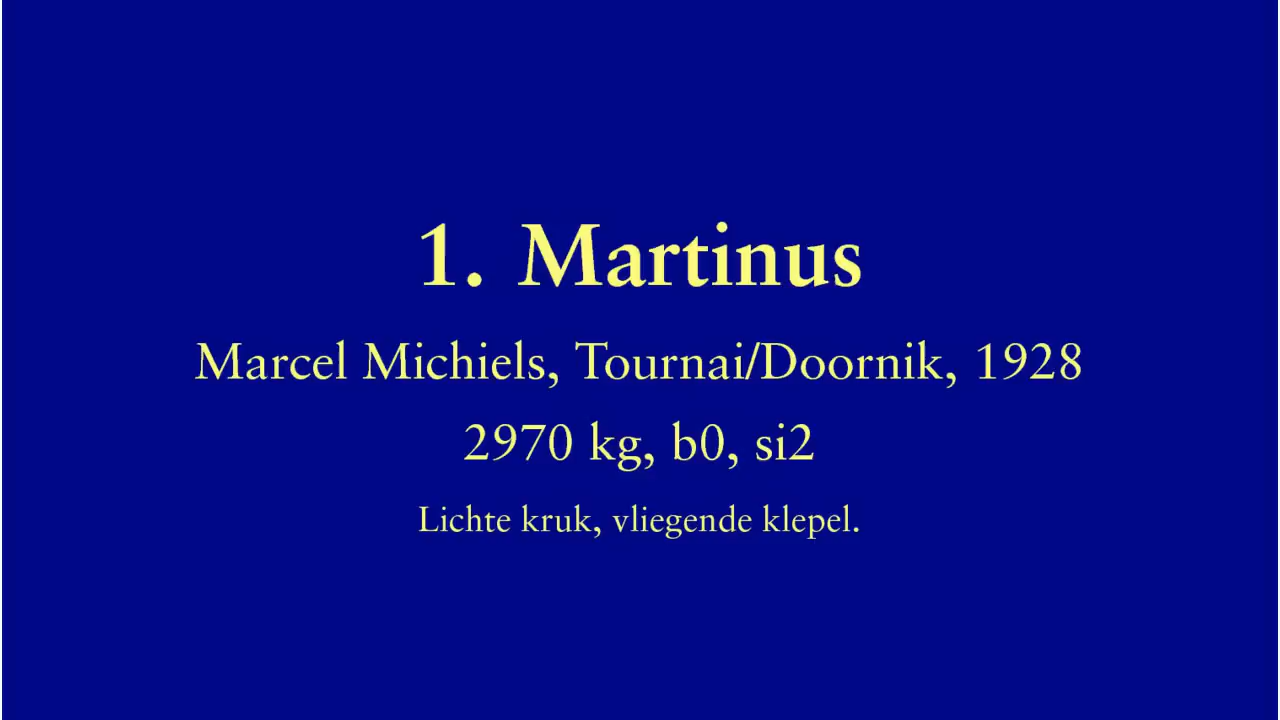 1. Martinus
Marcel Michiels, Tournai/Doornik, 1928
2970 kg, b0, si2
Lichte kruk, vliegende klepel.